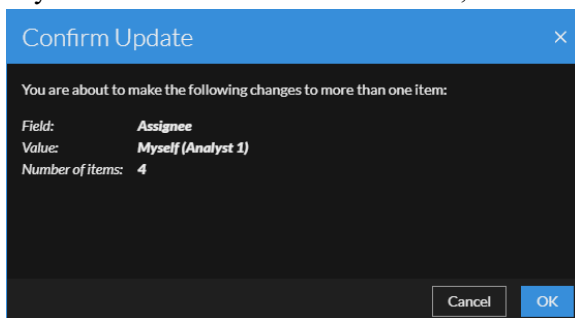 Confirm Update ×
You are about to make the following changes to more than one item:
Field: Assignee
Value: Myself (Analyst 1)
Number of items: 4
Cancel OK